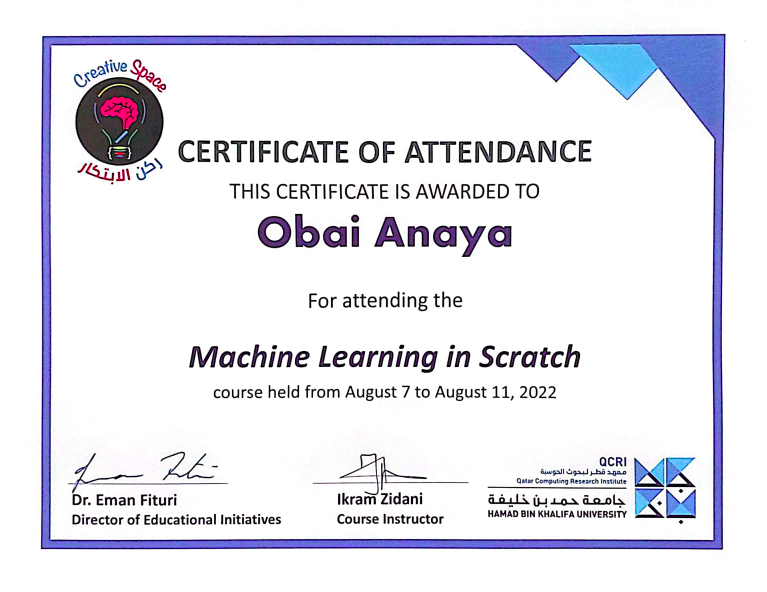 Creative Space
ركن الابتكار
CERTIFICATE OF ATTENDANCE
THIS CERTIFICATE IS AWARDED TO
Obai Anaya
For attending the
Machine Learning in Scratch
course held from August 7 to August 11, 2022
Dr. Eman Fituri
Director of Educational Initiatives
Ikram Zidani
Course Instructor
QCRI
معهد قطر لبحوث الحوسبة
Qatar Computing Research Institute
جامعة حمد بن خليفة
HAMAD BIN KHALIFA UNIVERSITY